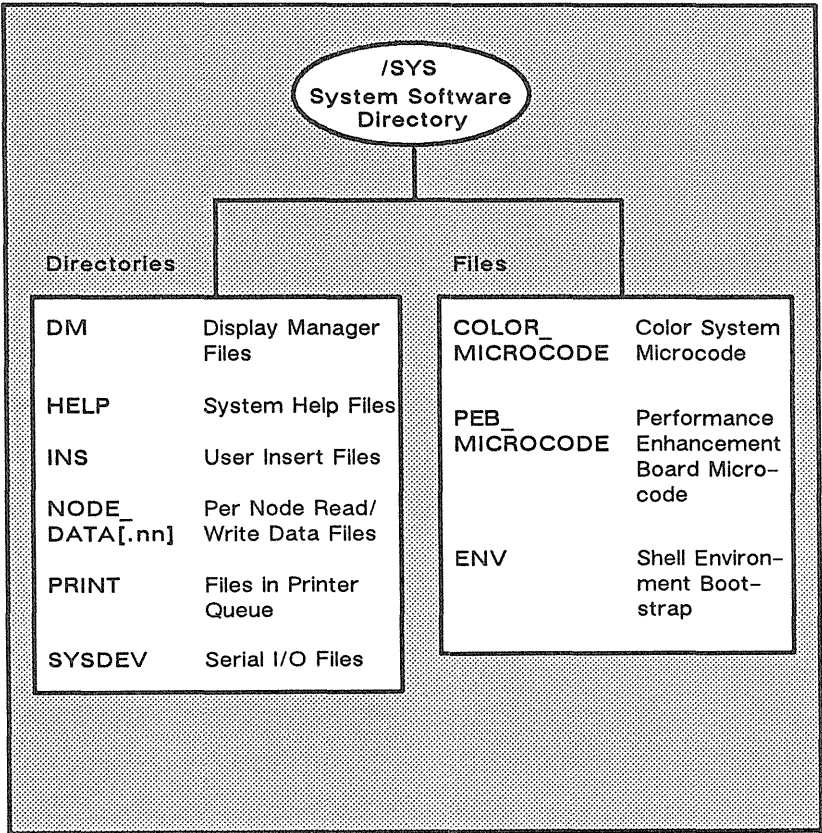 /SYS
System Software
Directory
Directories
DM Display Manager
Files
HELP System Help Files
INS User Insert Files
NODE_ Per Node Read/
DATA[.nn] Write Data Files
PRINT Files in Printer
Queue
SYSDEV Serial I/O Files
Files
COLOR_ Color System
MICROCODE Microcode
PEB_ Performance
MICROCODE Enhancement
Board Micro-
code
ENV Shell Environ-
ment Boot-
strap